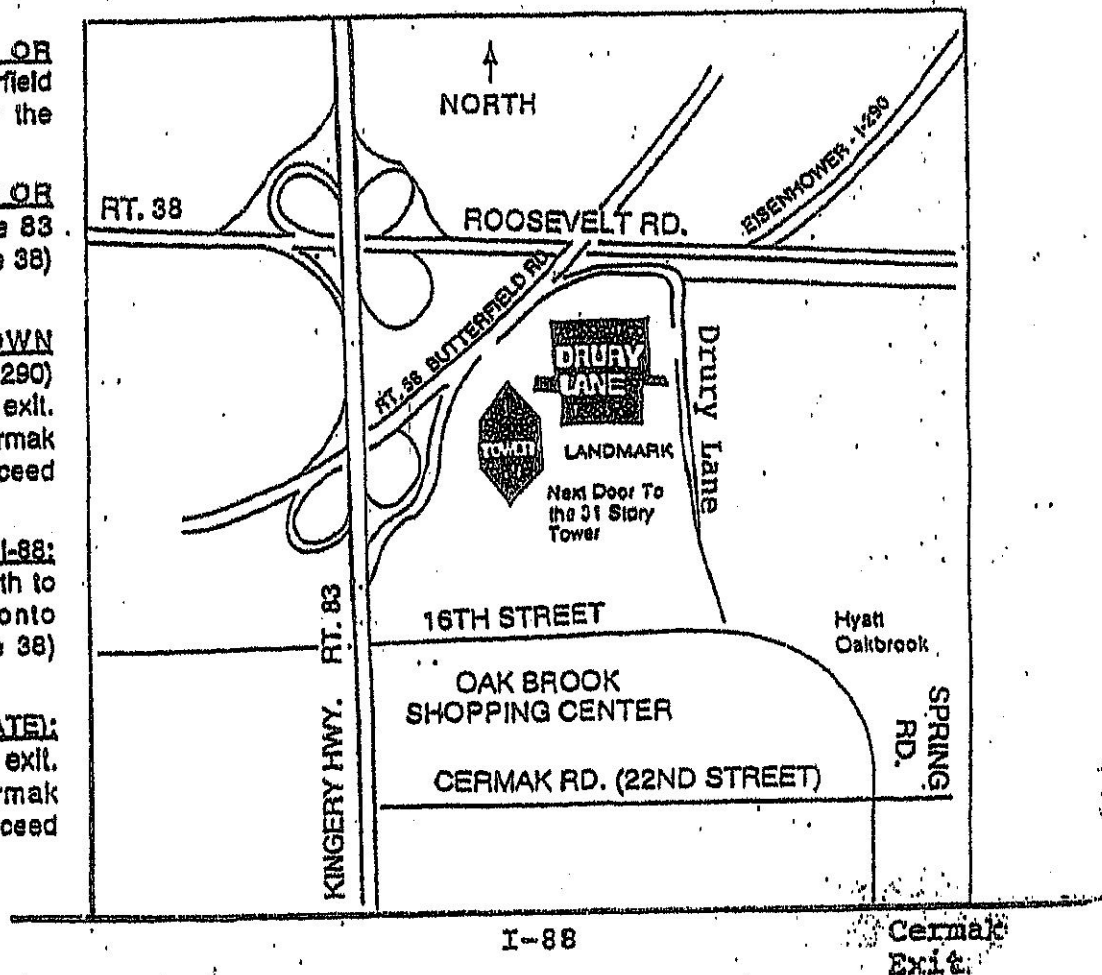 OR
rfield
the
OR
e 83
e 38)
OWN
290)
exit.
rmak
ceed
I-88:
th to
onto
e 38)
ATE):
exit.
rmak
ceed
NORTH
EISENHOWER - I-290
RT. 38
ROOSEVELT RD.
RT. 56 BUTTERFIELD RD.
DRURY
LANE
Drury Lane
TOWER
LANDMARK
Next Door To
the 31 Story
Tower
KINGERY HWY. RT. 83
16TH STREET
Hyatt
Oakbrook
OAK BROOK
SHOPPING CENTER
SPRING
RD.
CERMAK RD. (22ND STREET)
I-88
Cermak
Exit